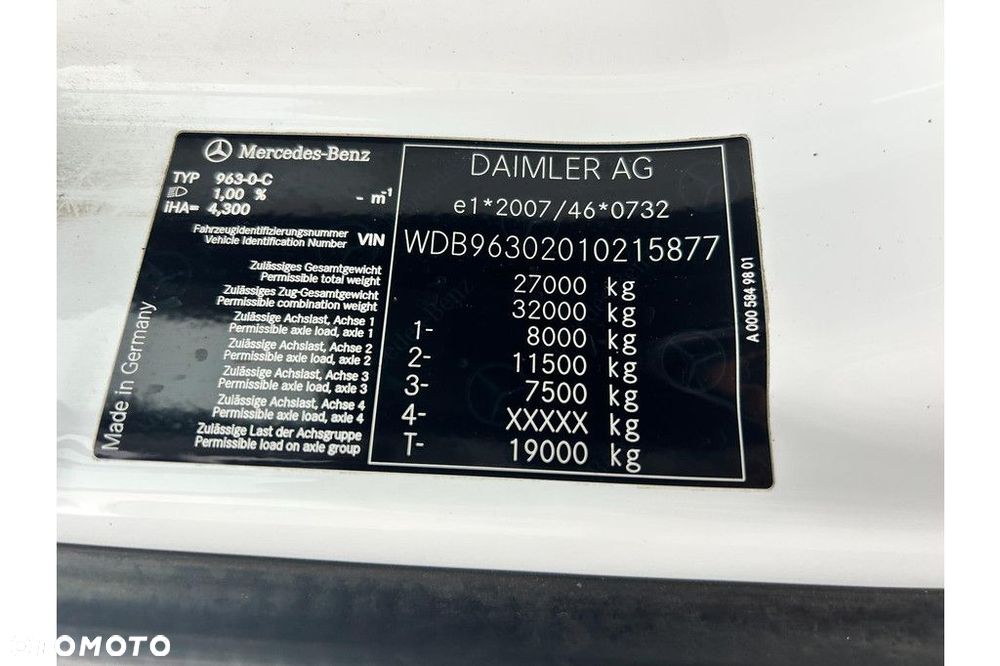 Mercedes-Benz
TYP 963-0-C
1,00 % - m⁻¹
iHA= 4,300
Fahrzeugidentifizierungsnummer
Vehicle Identification Number VIN
Zulässiges Gesamtgewicht
Permissible total weight
Zulässiges Zug-Gesamtgewicht
Permissible combination weight
Zulässige Achslast, Achse 1
Permissible axle load, axle 1
Zulässige Achslast, Achse 2
Permissible axle load, axle 2
Zulässige Achslast, Achse 3
Permissible axle load, axle 3
Zulässige Achslast, Achse 4
Permissible axle load, axle 4
Zulässige Last der Achsgruppe
Permissible load on axle group
Made in Germany
DAIMLER AG
e1*2007/46*0732
WDB96302010215877
27000 kg
32000 kg
1- 8000 kg
2- 11500 kg
3- 7500 kg
4- XXXXX kg
T- 19000 kg
A 000 584 98 01
OTOMOTO